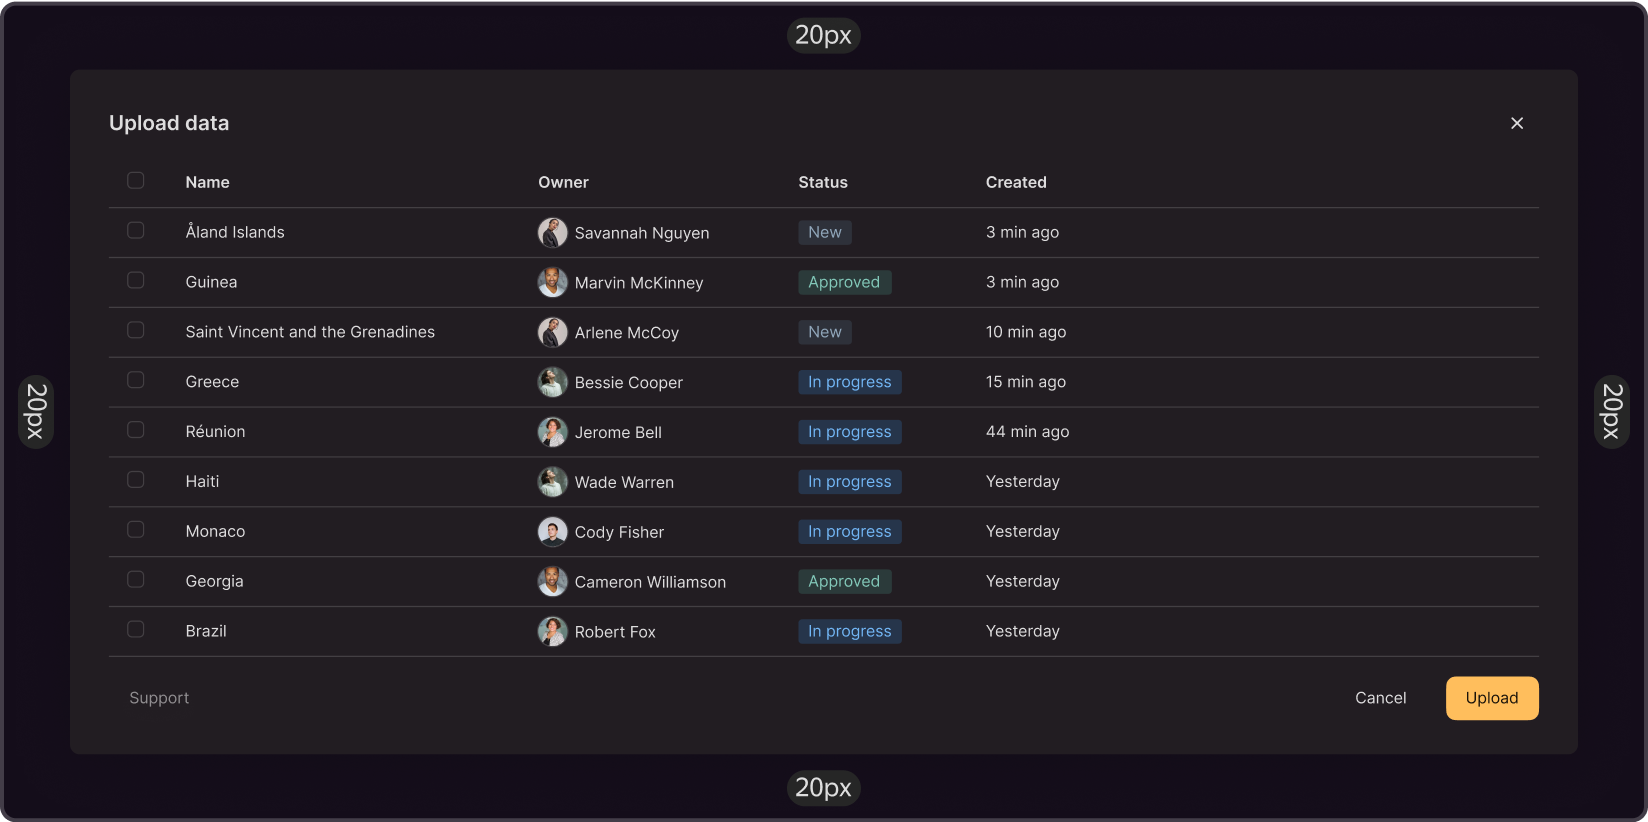 20px
Upload data
Name Owner Status Created
Åland Islands Savannah Nguyen New 3 min ago
Guinea Marvin McKinney Approved 3 min ago
Saint Vincent and the Grenadines Arlene McCoy New 10 min ago
Greece Bessie Cooper In progress 15 min ago
20px
20px
Réunion Jerome Bell In progress 44 min ago
Haiti Wade Warren In progress Yesterday
Monaco Cody Fisher In progress Yesterday
Georgia Cameron Williamson Approved Yesterday
Brazil Robert Fox In progress Yesterday
Support Cancel Upload
20px